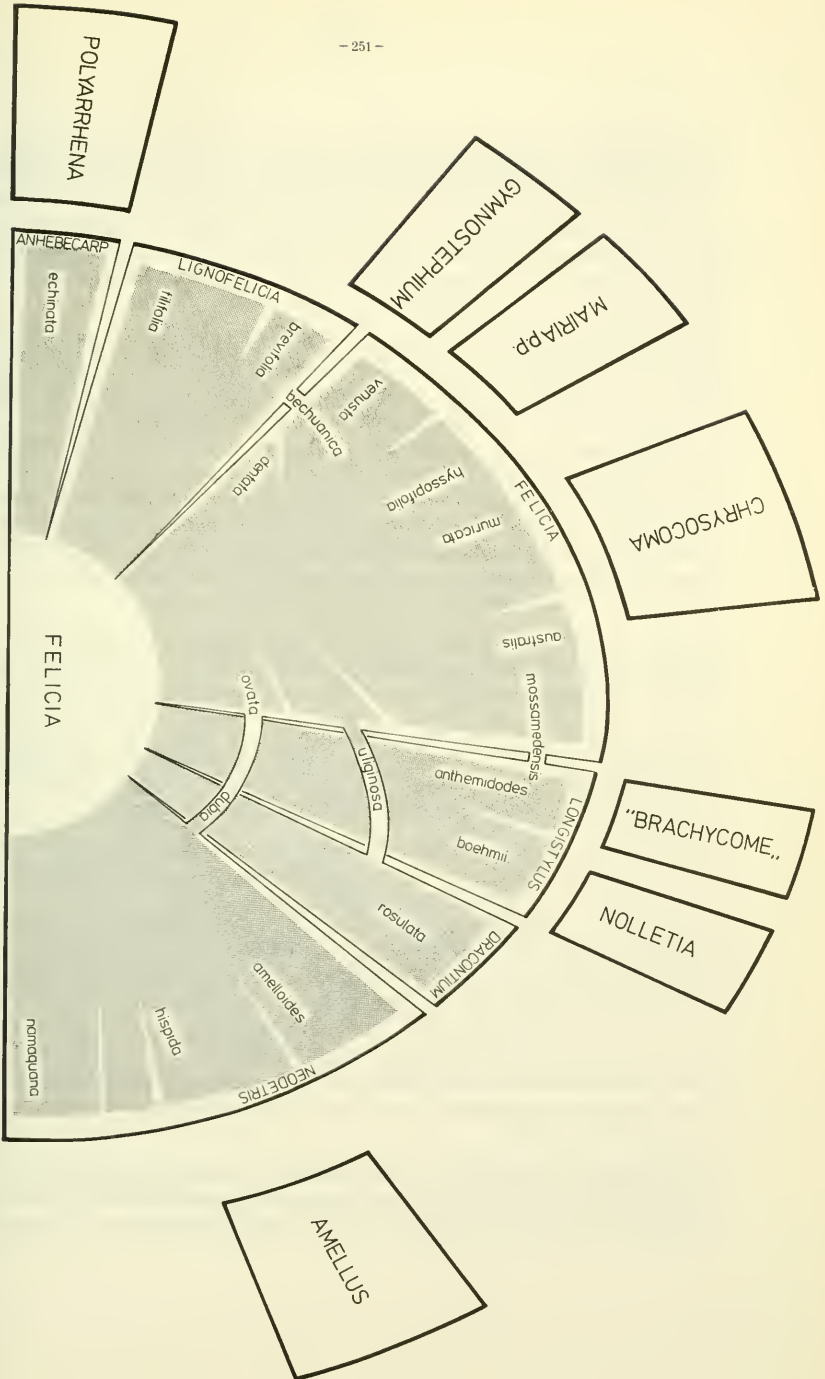 - 251 -
POLYARRHENA
GYMNOSTEPHIUM
MAIRIA p.p.
CHRYSOCOMA
"BRACHYCOME„
NOLLETIA
AMELLUS
ANHEBECARP
echinata
LIGNOFELICIA
filifolia
brevifolia
bechuanica
FELICIA
venusta
dentata
hyssopifolia
muricata
australis
mossamedensis
ovata
LONGISTYLUS
anthemidodes
boehmii
uliginosa
DRACONTIUM
rosulata
dubia
NEODETRIS
amelloides
hispida
namaquana
FELICIA